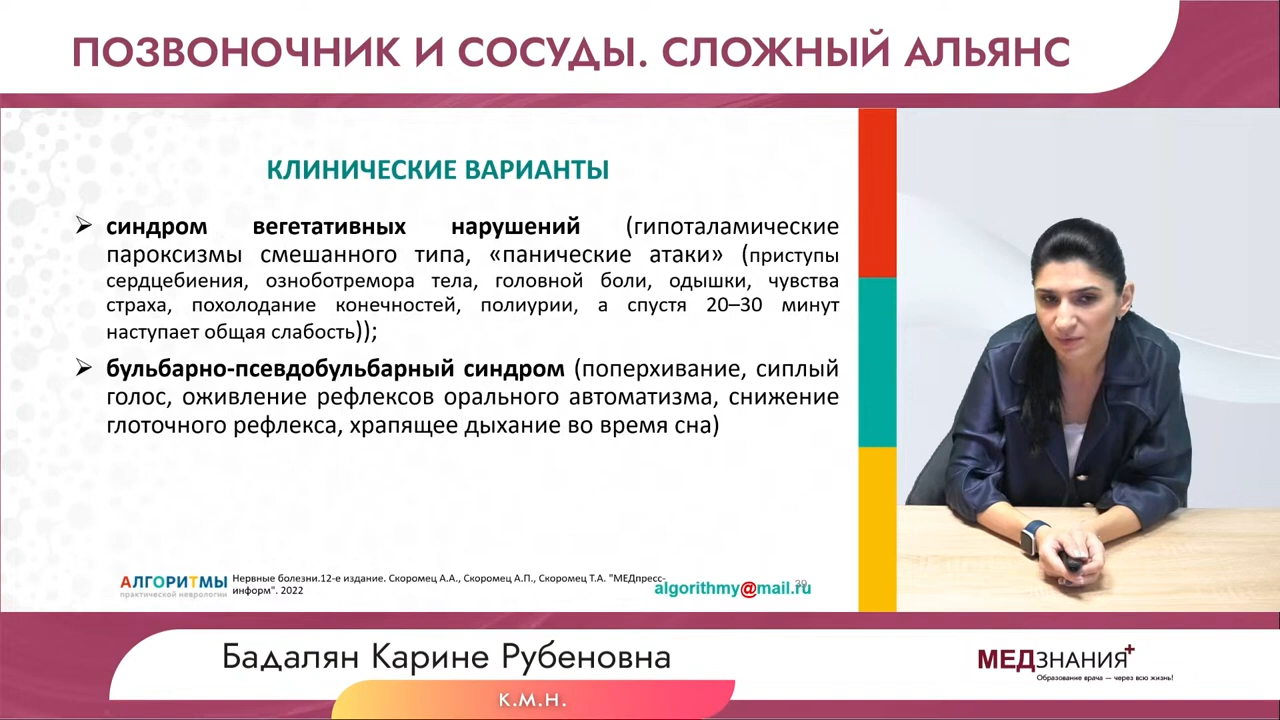 ПОЗВОНОЧНИК И СОСУДЫ. СЛОЖНЫЙ АЛЬЯНС
КЛИНИЧЕСКИЕ ВАРИАНТЫ
➢ синдром вегетативных нарушений (гипоталамические
пароксизмы смешанного типа, «панические атаки» (приступы
сердцебиения, озноботремора тела, головной боли, одышки, чувства
страха, похолодание конечностей, полиурии, а спустя 20–30 минут
наступает общая слабость));
➢ бульбарно-псевдобульбарный синдром (поперхивание, сиплый
голос, оживление рефлексов орального автоматизма, снижение
глоточного рефлекса, храпящее дыхание во время сна)
АЛГОРИТМЫ
практической неврологии
Нервные болезни.12-е издание. Скоромец А.А., Скоромец А.П., Скоромец Т.А. "МЕДпресс-
информ". 2022
algorithmy@mail.ru
39
Бадалян Карине Рубеновна
к.м.н.
МЕДЗНАНИЯ+
Образование врача — через всю жизнь!